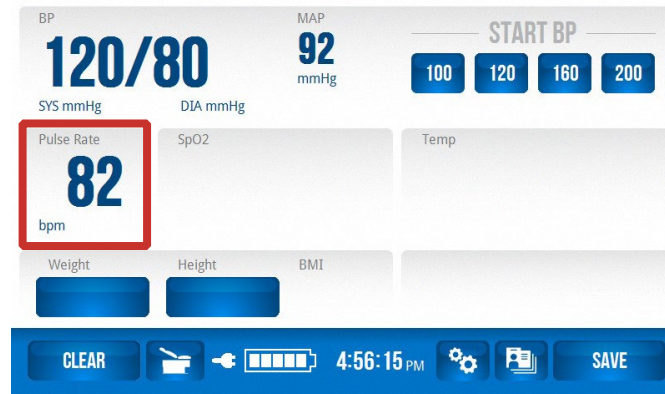 BP
120/80
SYS mmHg DIA mmHg
MAP
92
mmHg
START BP
100 120 160 200
Pulse Rate
82
bpm
SpO2
Temp
Weight Height BMI
CLEAR 4:56:15 PM SAVE